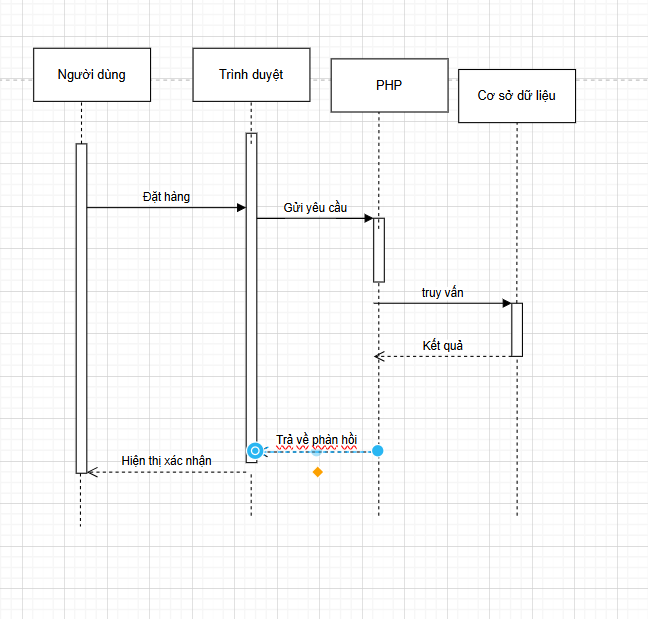 Người dùng
Trình duyệt
PHP
Cơ sở dữ liệu
Đặt hàng
Gửi yêu cầu
truy vấn
Kết quả
Trả về phản hồi
Hiện thị xác nhận